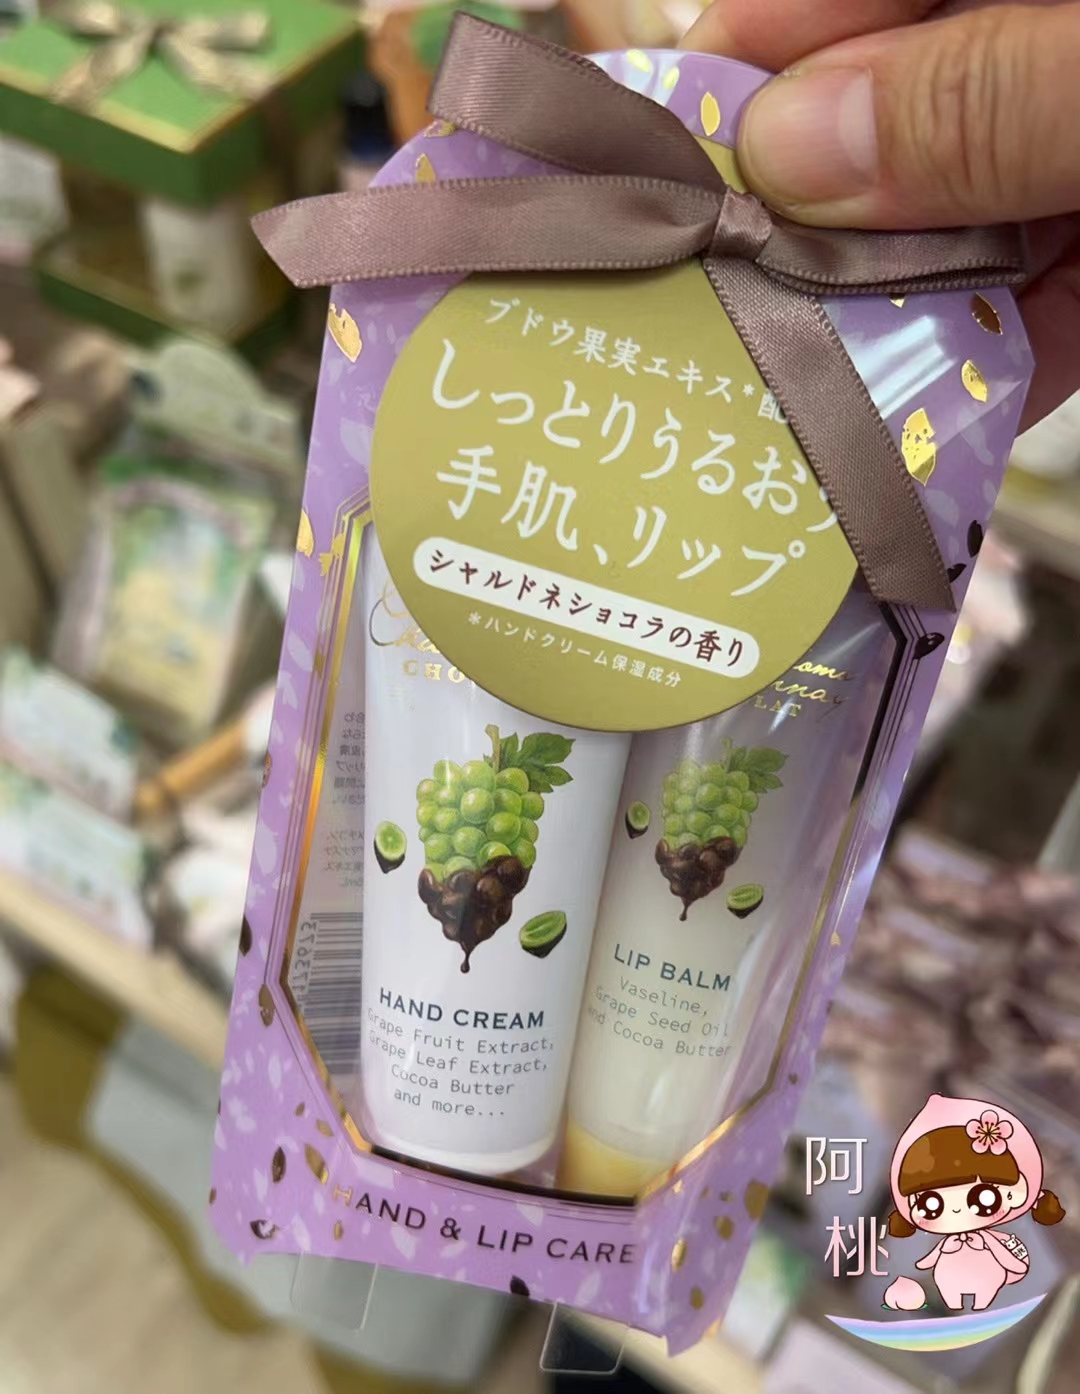 ブドウ果実エキス*配
しっとりうるおう
手肌、リップ
シャルドネショコラの香り
*ハンドクリーム保湿成分
HAND CREAM
Grape Fruit Extract,
Grape Leaf Extract,
Cocoa Butter
and more...
LIP BALM
Vaseline,
Grape Seed Oil
and Cocoa Butter
HAND & LIP CARE
阿
桃